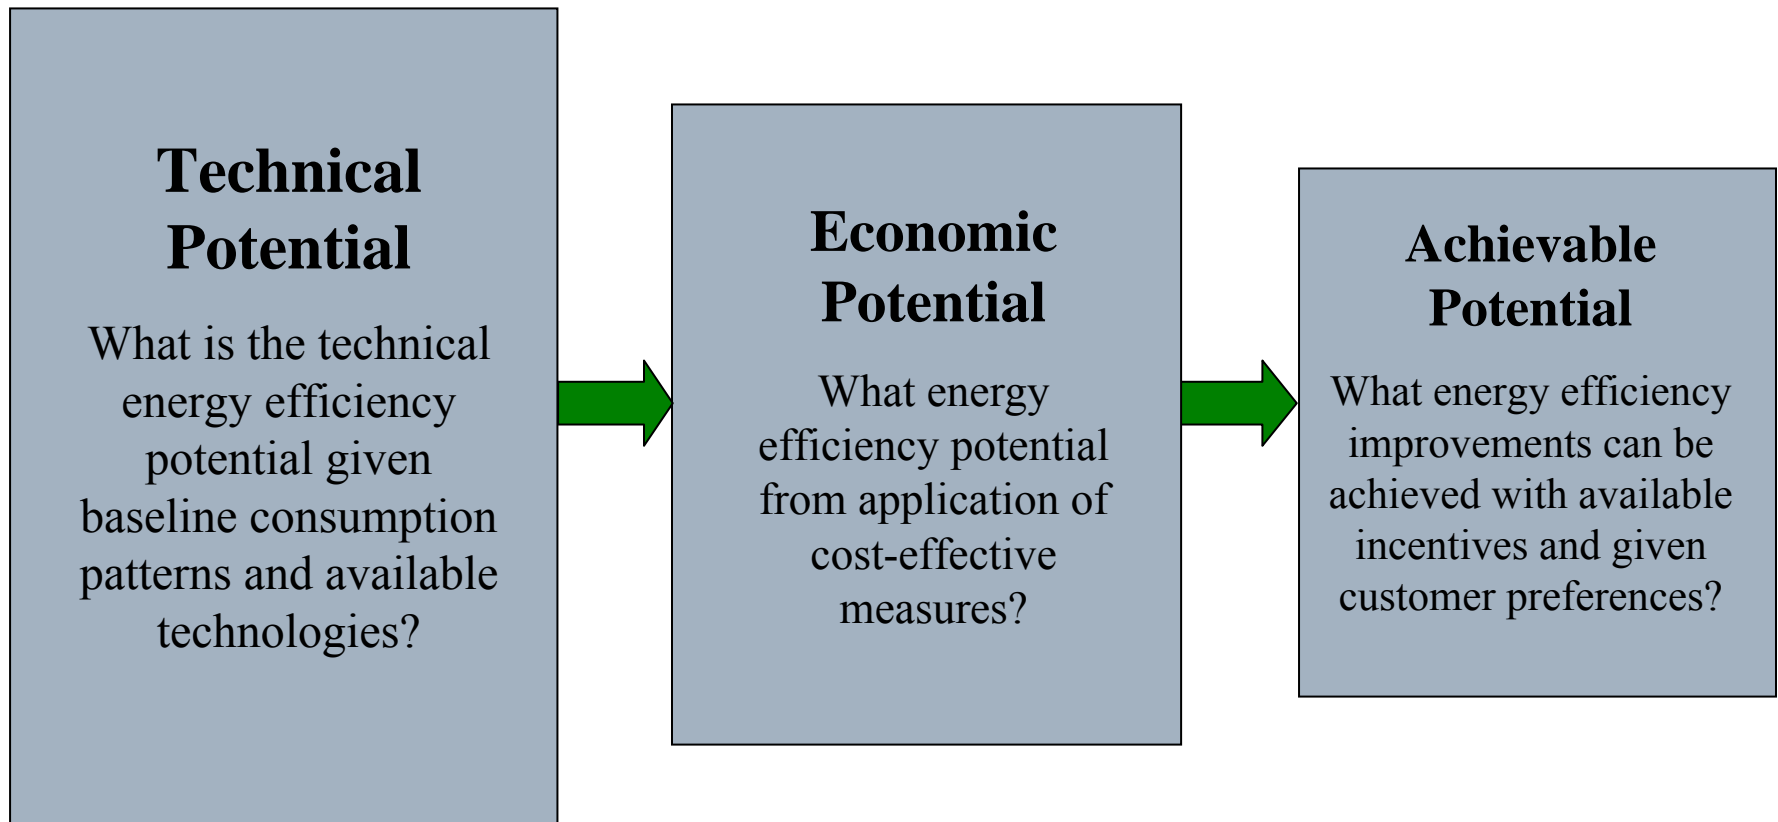 Technical
Potential
What is the technical
energy efficiency
potential given
baseline consumption
patterns and available
technologies?
Economic
Potential
What energy
efficiency potential
from application of
cost-effective
measures?
Achievable
Potential
What energy efficiency
improvements can be
achieved with available
incentives and given
customer preferences?